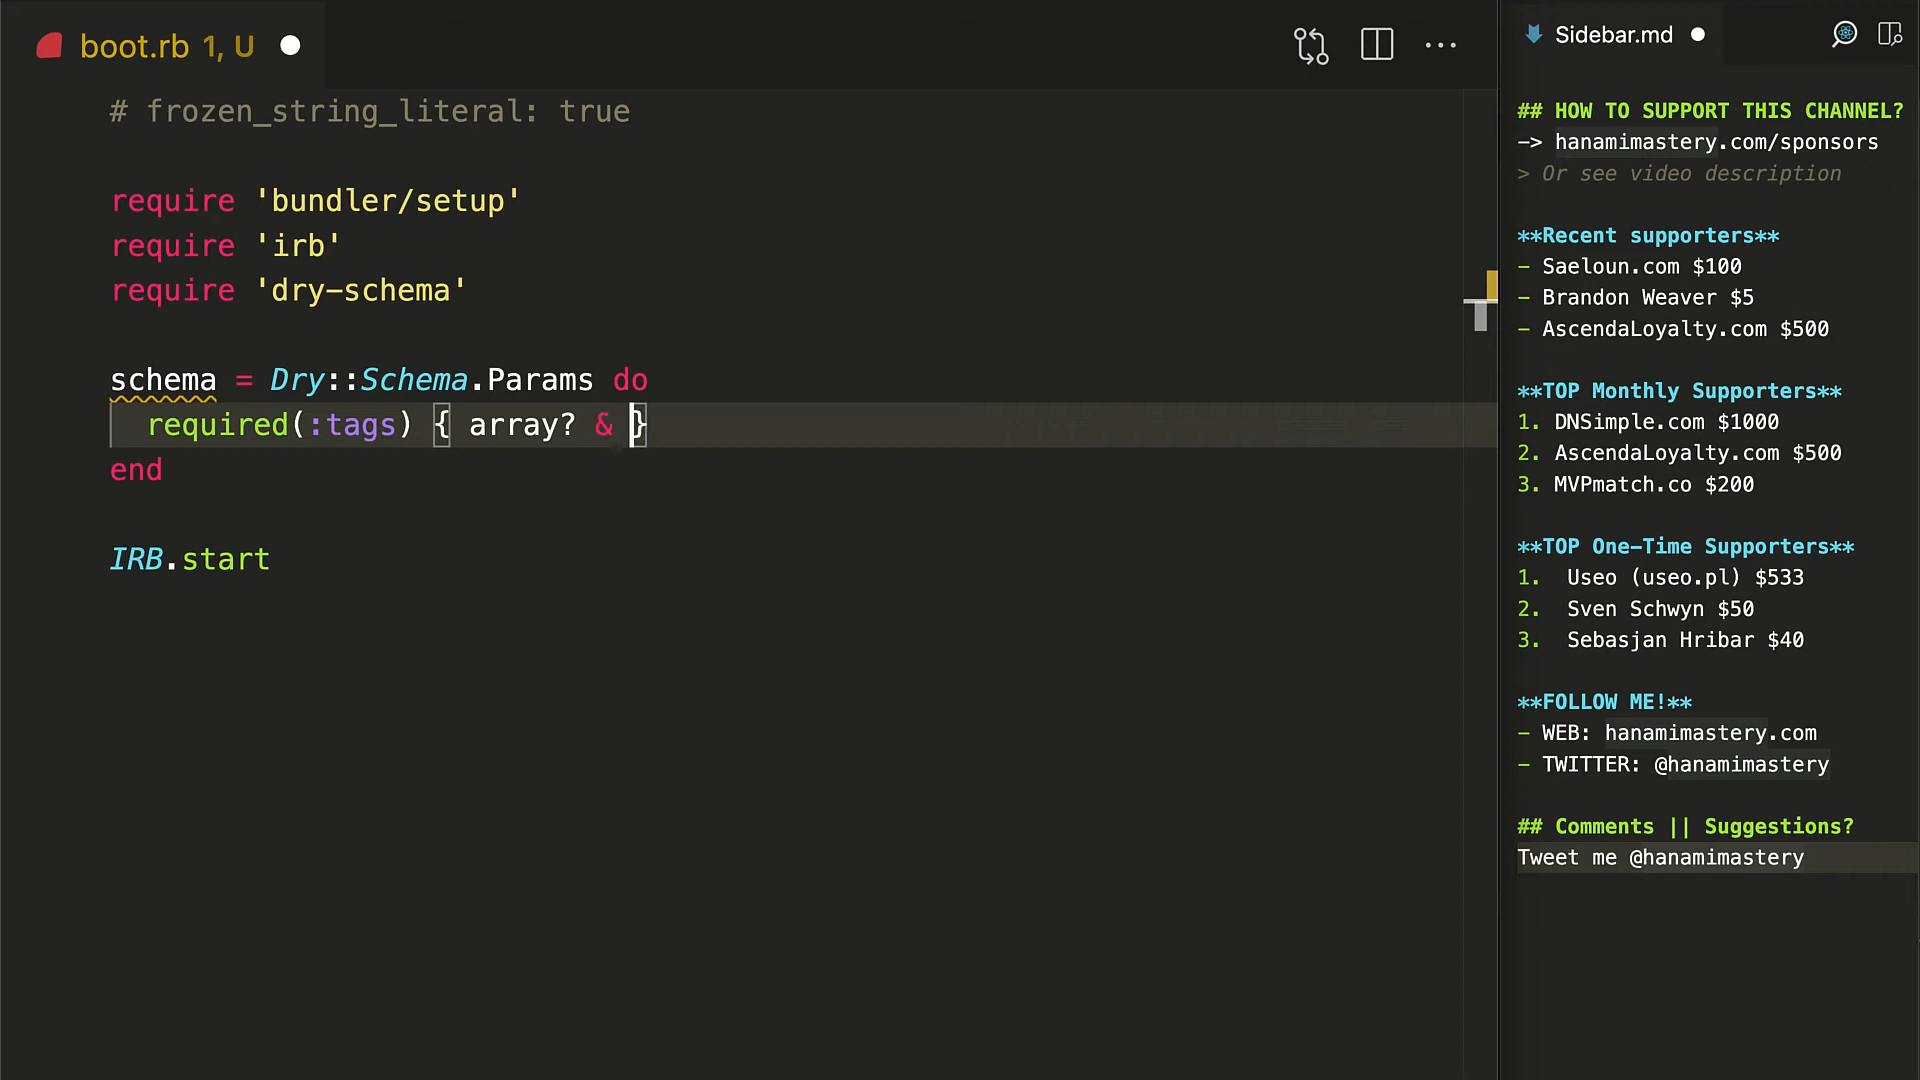 boot.rb 1, U
# frozen_string_literal: true
require 'bundler/setup'
require 'irb'
require 'dry-schema'
schema = Dry::Schema.Params do
required(:tags) { array? & }
end
IRB.start
Sidebar.md
## HOW TO SUPPORT THIS CHANNEL?
-> hanamimastery.com/sponsors
> Or see video description
**Recent supporters**
- Saeloun.com $100
- Brandon Weaver $5
- AscendaLoyalty.com $500
**TOP Monthly Supporters**
1. DNSimple.com $1000
2. AscendaLoyalty.com $500
3. MVPmatch.co $200
**TOP One-Time Supporters**
1. Useo (useo.pl) $533
2. Sven Schwyn $50
3. Sebasjan Hribar $40
**FOLLOW ME!**
- WEB: hanamimastery.com
- TWITTER: @hanamimastery
## Comments || Suggestions?
Tweet me @hanamimastery